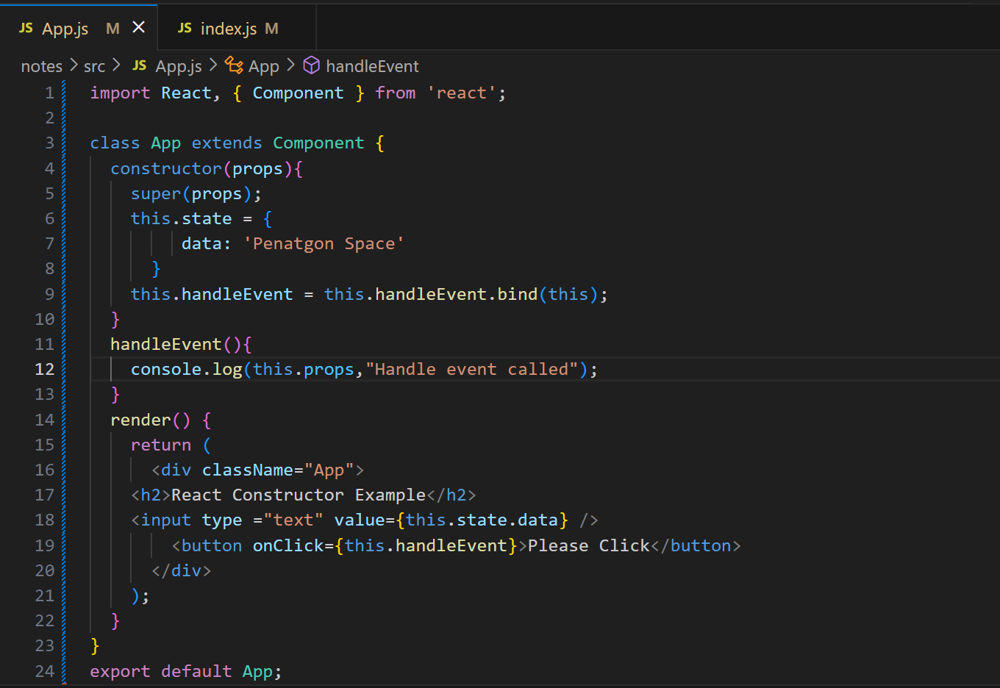 JS App.js M × JS index.js M
notes > src > JS App.js > App > handleEvent
1 import React, { Component } from 'react';
2
3 class App extends Component {
4 constructor(props){
5 super(props);
6 this.state = {
7 data: 'Penatgon Space'
8 }
9 this.handleEvent = this.handleEvent.bind(this);
10 }
11 handleEvent(){
12 console.log(this.props,"Handle event called");
13 }
14 render() {
15 return (
16 <div className="App">
17 <h2>React Constructor Example</h2>
18 <input type ="text" value={this.state.data} />
19 <button onClick={this.handleEvent}>Please Click</button>
20 </div>
21 );
22 }
23 }
24 export default App;